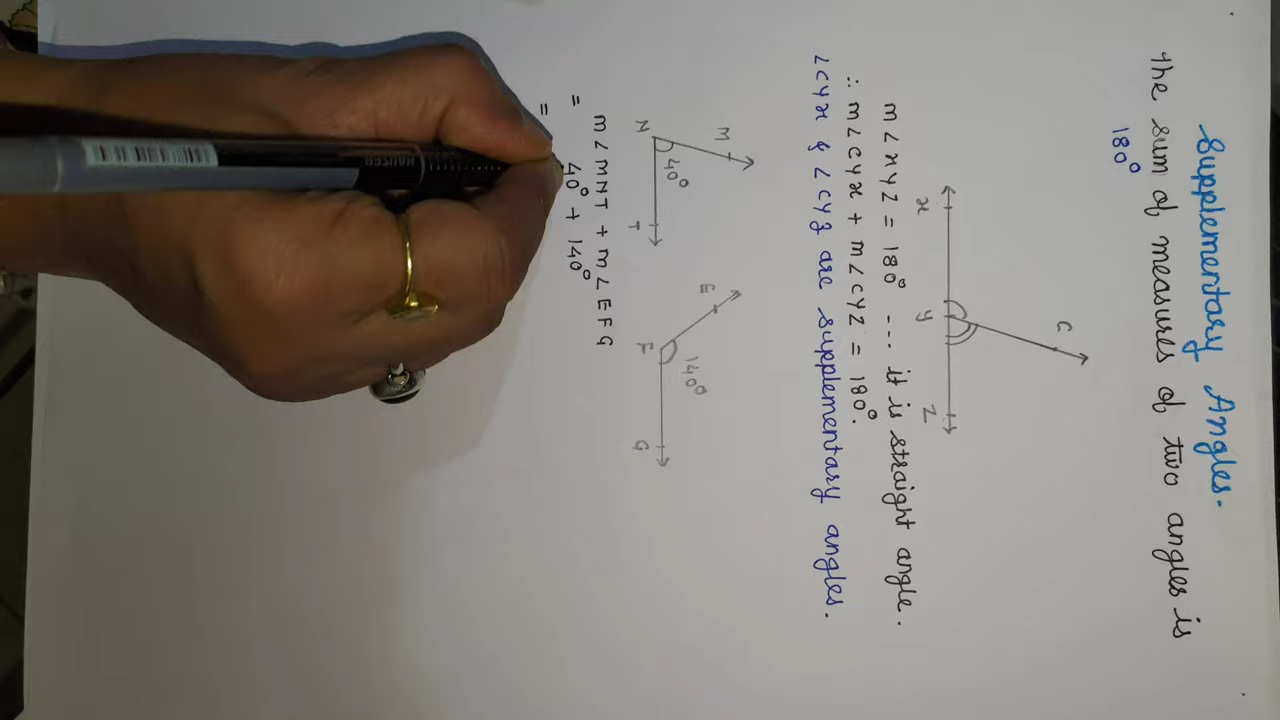 Supplementary Angles.
the sum of measures of two angles is
180°
C
x y z
m∠xyz = 180° --- it is straight angle.
∴ m∠cyx + m∠cyz = 180°.
∠cyx & ∠cyz are supplementary angles.
M
40°
N T
E
140°
F G
m∠MNT + m∠EFG
= 40° + 140°
=
HAUSER